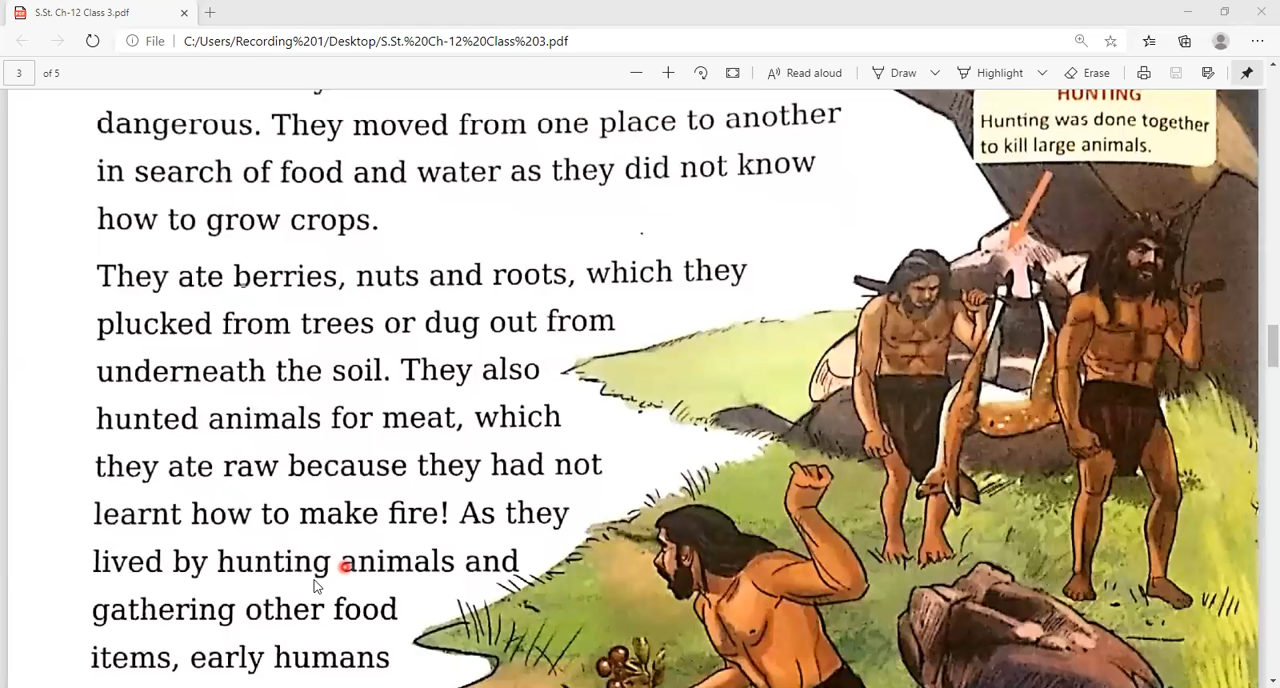 S.St. Ch-12 Class 3.pdf
File C:/Users/Recording%201/Desktop/S.St.%20Ch-12%20Class%203.pdf
3 of 5 Read aloud Draw Highlight Erase
dangerous. They moved from one place to another
in search of food and water as they did not know
how to grow crops.
They ate berries, nuts and roots, which they
plucked from trees or dug out from
underneath the soil. They also
hunted animals for meat, which
they ate raw because they had not
learnt how to make fire! As they
lived by hunting animals and
gathering other food
items, early humans
HUNTING
Hunting was done together
to kill large animals.